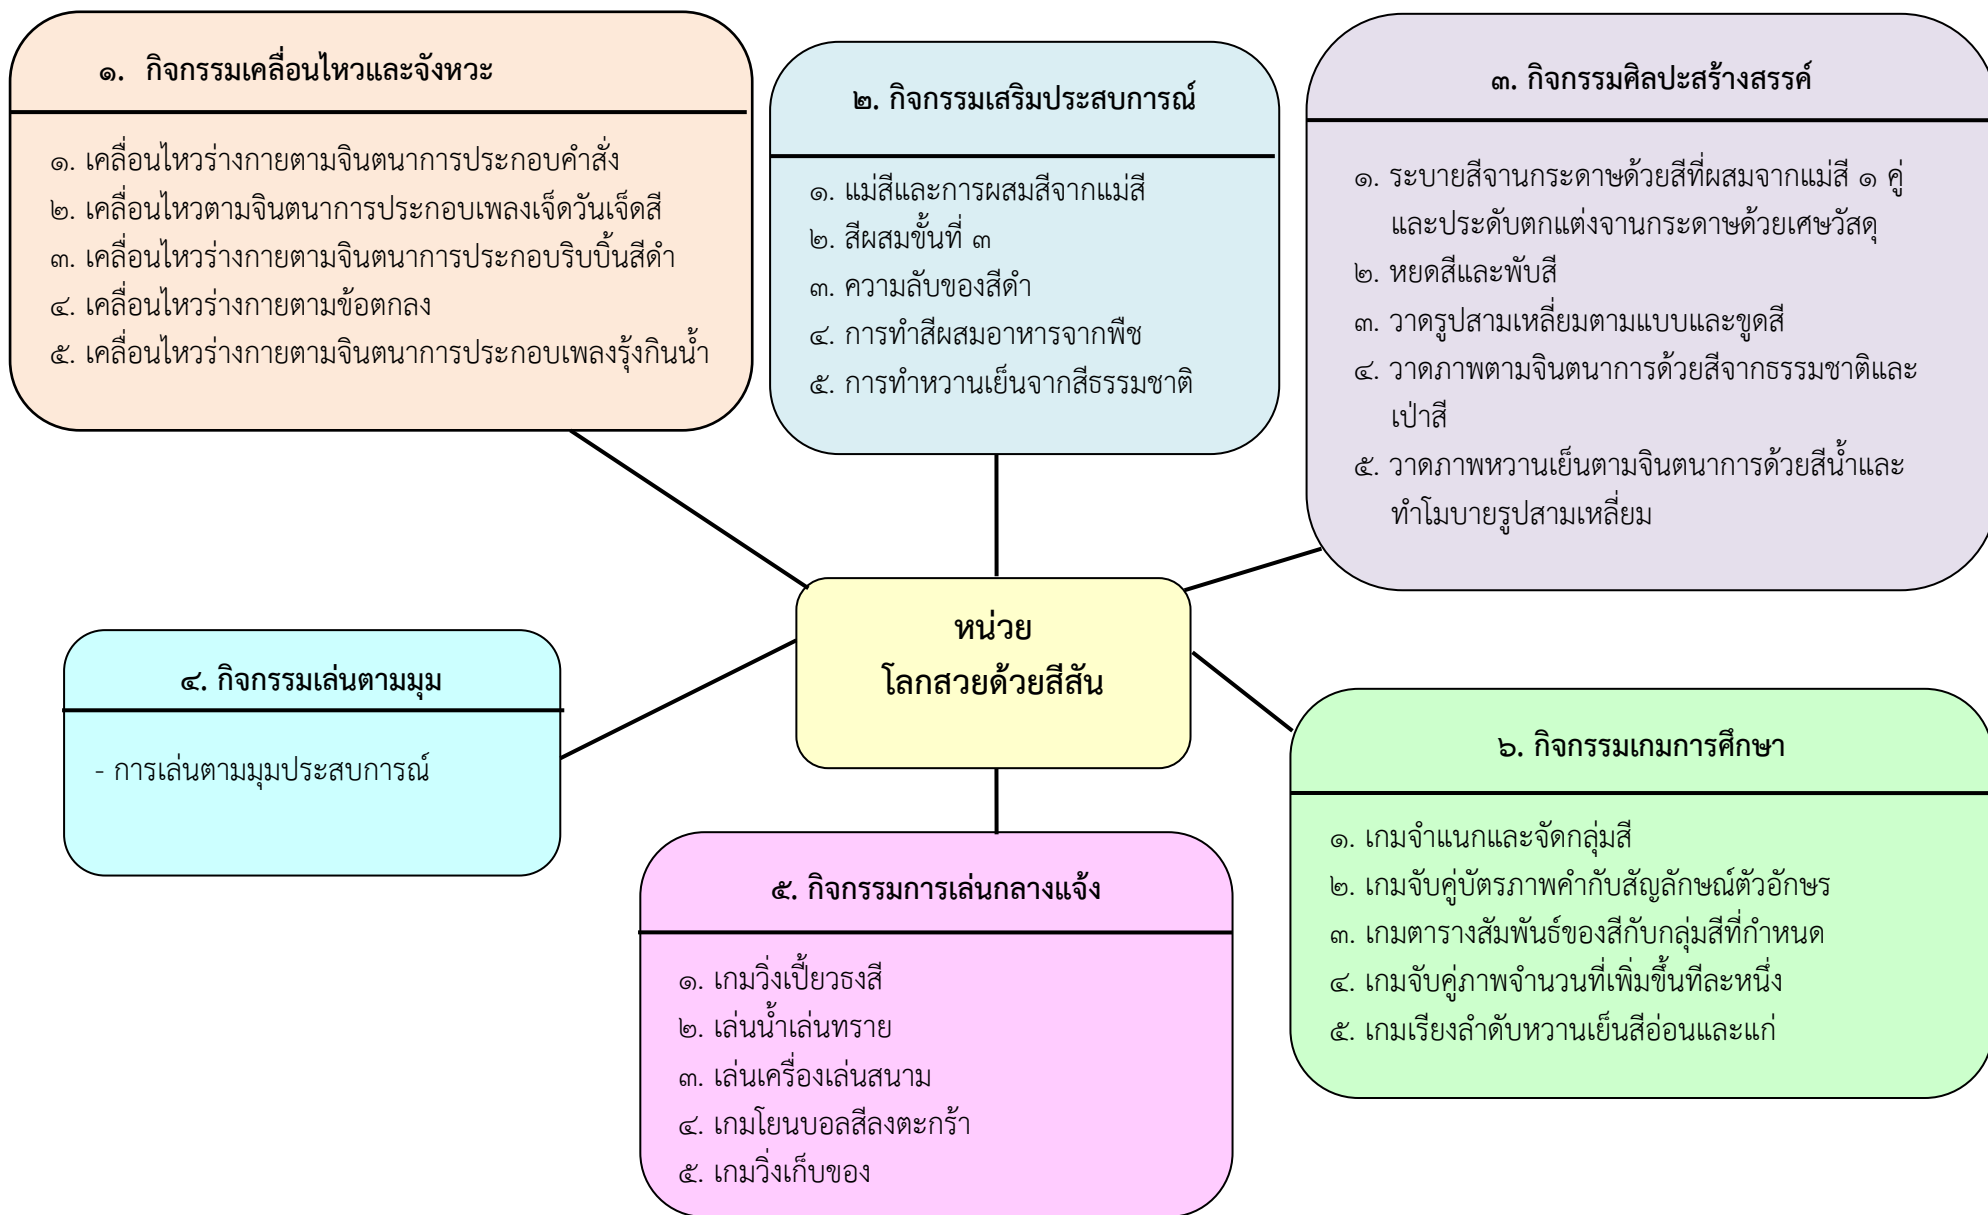 ๑. กิจกรรมเคลื่อนไหวและจังหวะ
๑. เคลื่อนไหวร่างกายตามจินตนาการประกอบคำสั่ง
๒. เคลื่อนไหวตามจินตนาการประกอบเพลงเจ็ดวันเจ็ดสี
๓. เคลื่อนไหวร่างกายตามจินตนาการประกอบริบบิ้นสีดำ
๔. เคลื่อนไหวร่างกายตามข้อตกลง
๕. เคลื่อนไหวร่างกายตามจินตนาการประกอบเพลงรุ้งกินน้ำ
๒. กิจกรรมเสริมประสบการณ์
๑. แม่สีและการผสมสีจากแม่สี
๒. สีผสมขั้นที่ ๓
๓. ความลับของสีดำ
๔. การทำสีผสมอาหารจากพืช
๕. การทำหวานเย็นจากสีธรรมชาติ
๓. กิจกรรมศิลปะสร้างสรรค์
๑. ระบายสีจานกระดาษด้วยสีที่ผสมจากแม่สี ๑ คู่
และประดับตกแต่งจานกระดาษด้วยเศษวัสดุ
๒. หยดสีและพับสี
๓. วาดรูปสามเหลี่ยมตามแบบและขูดสี
๔. วาดภาพตามจินตนาการด้วยสีจากธรรมชาติและ
เป่าสี
๕. วาดภาพหวานเย็นตามจินตนาการด้วยสีน้ำและ
ทำโมบายรูปสามเหลี่ยม
หน่วย
โลกสวยด้วยสีสัน
๔. กิจกรรมเล่นตามมุม
- การเล่นตามมุมประสบการณ์
๕. กิจกรรมการเล่นกลางแจ้ง
๑. เกมวิ่งเปี้ยวธงสี
๒. เล่นน้ำเล่นทราย
๓. เล่นเครื่องเล่นสนาม
๔. เกมโยนบอลสีลงตะกร้า
๕. เกมวิ่งเก็บของ
๖. กิจกรรมเกมการศึกษา
๑. เกมจำแนกและจัดกลุ่มสี
๒. เกมจับคู่บัตรภาพคำกับสัญลักษณ์ตัวอักษร
๓. เกมตารางสัมพันธ์ของสีกับกลุ่มสีที่กำหนด
๔. เกมจับคู่ภาพจำนวนที่เพิ่มขึ้นทีละหนึ่ง
๕. เกมเรียงลำดับหวานเย็นสีอ่อนและแก่